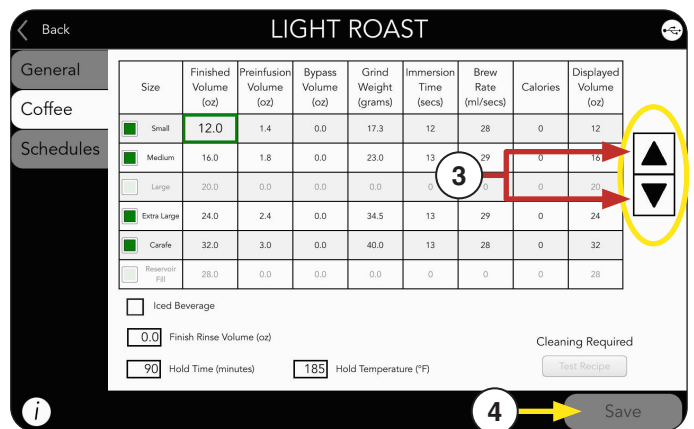 Back
LIGHT ROAST
General
Coffee
Schedules
Size Finished Volume (oz) Preinfusion Volume (oz) Bypass Volume (oz) Grind Weight (grams) Immersion Time (secs) Brew Rate (ml/secs) Calories Displayed Volume (oz)
Small 12.0 1.4 0.0 17.3 12 28 0 12
Medium 16.0 1.8 0.0 23.0 13 29 0 16
Large 20.0 0.0 0.0 0.0 0 0 0 20
Extra Large 24.0 2.4 0.0 34.5 13 29 0 24
Carafe 32.0 3.0 0.0 40.0 13 28 0 32
Reservoir Fill 28.0 0.0 0.0 0.0 0 0 0 28
3
Iced Beverage
0.0 Finish Rinse Volume (oz)
90 Hold Time (minutes) 185 Hold Temperature (°F)
Cleaning Required
Test Recipe
i
4
Save